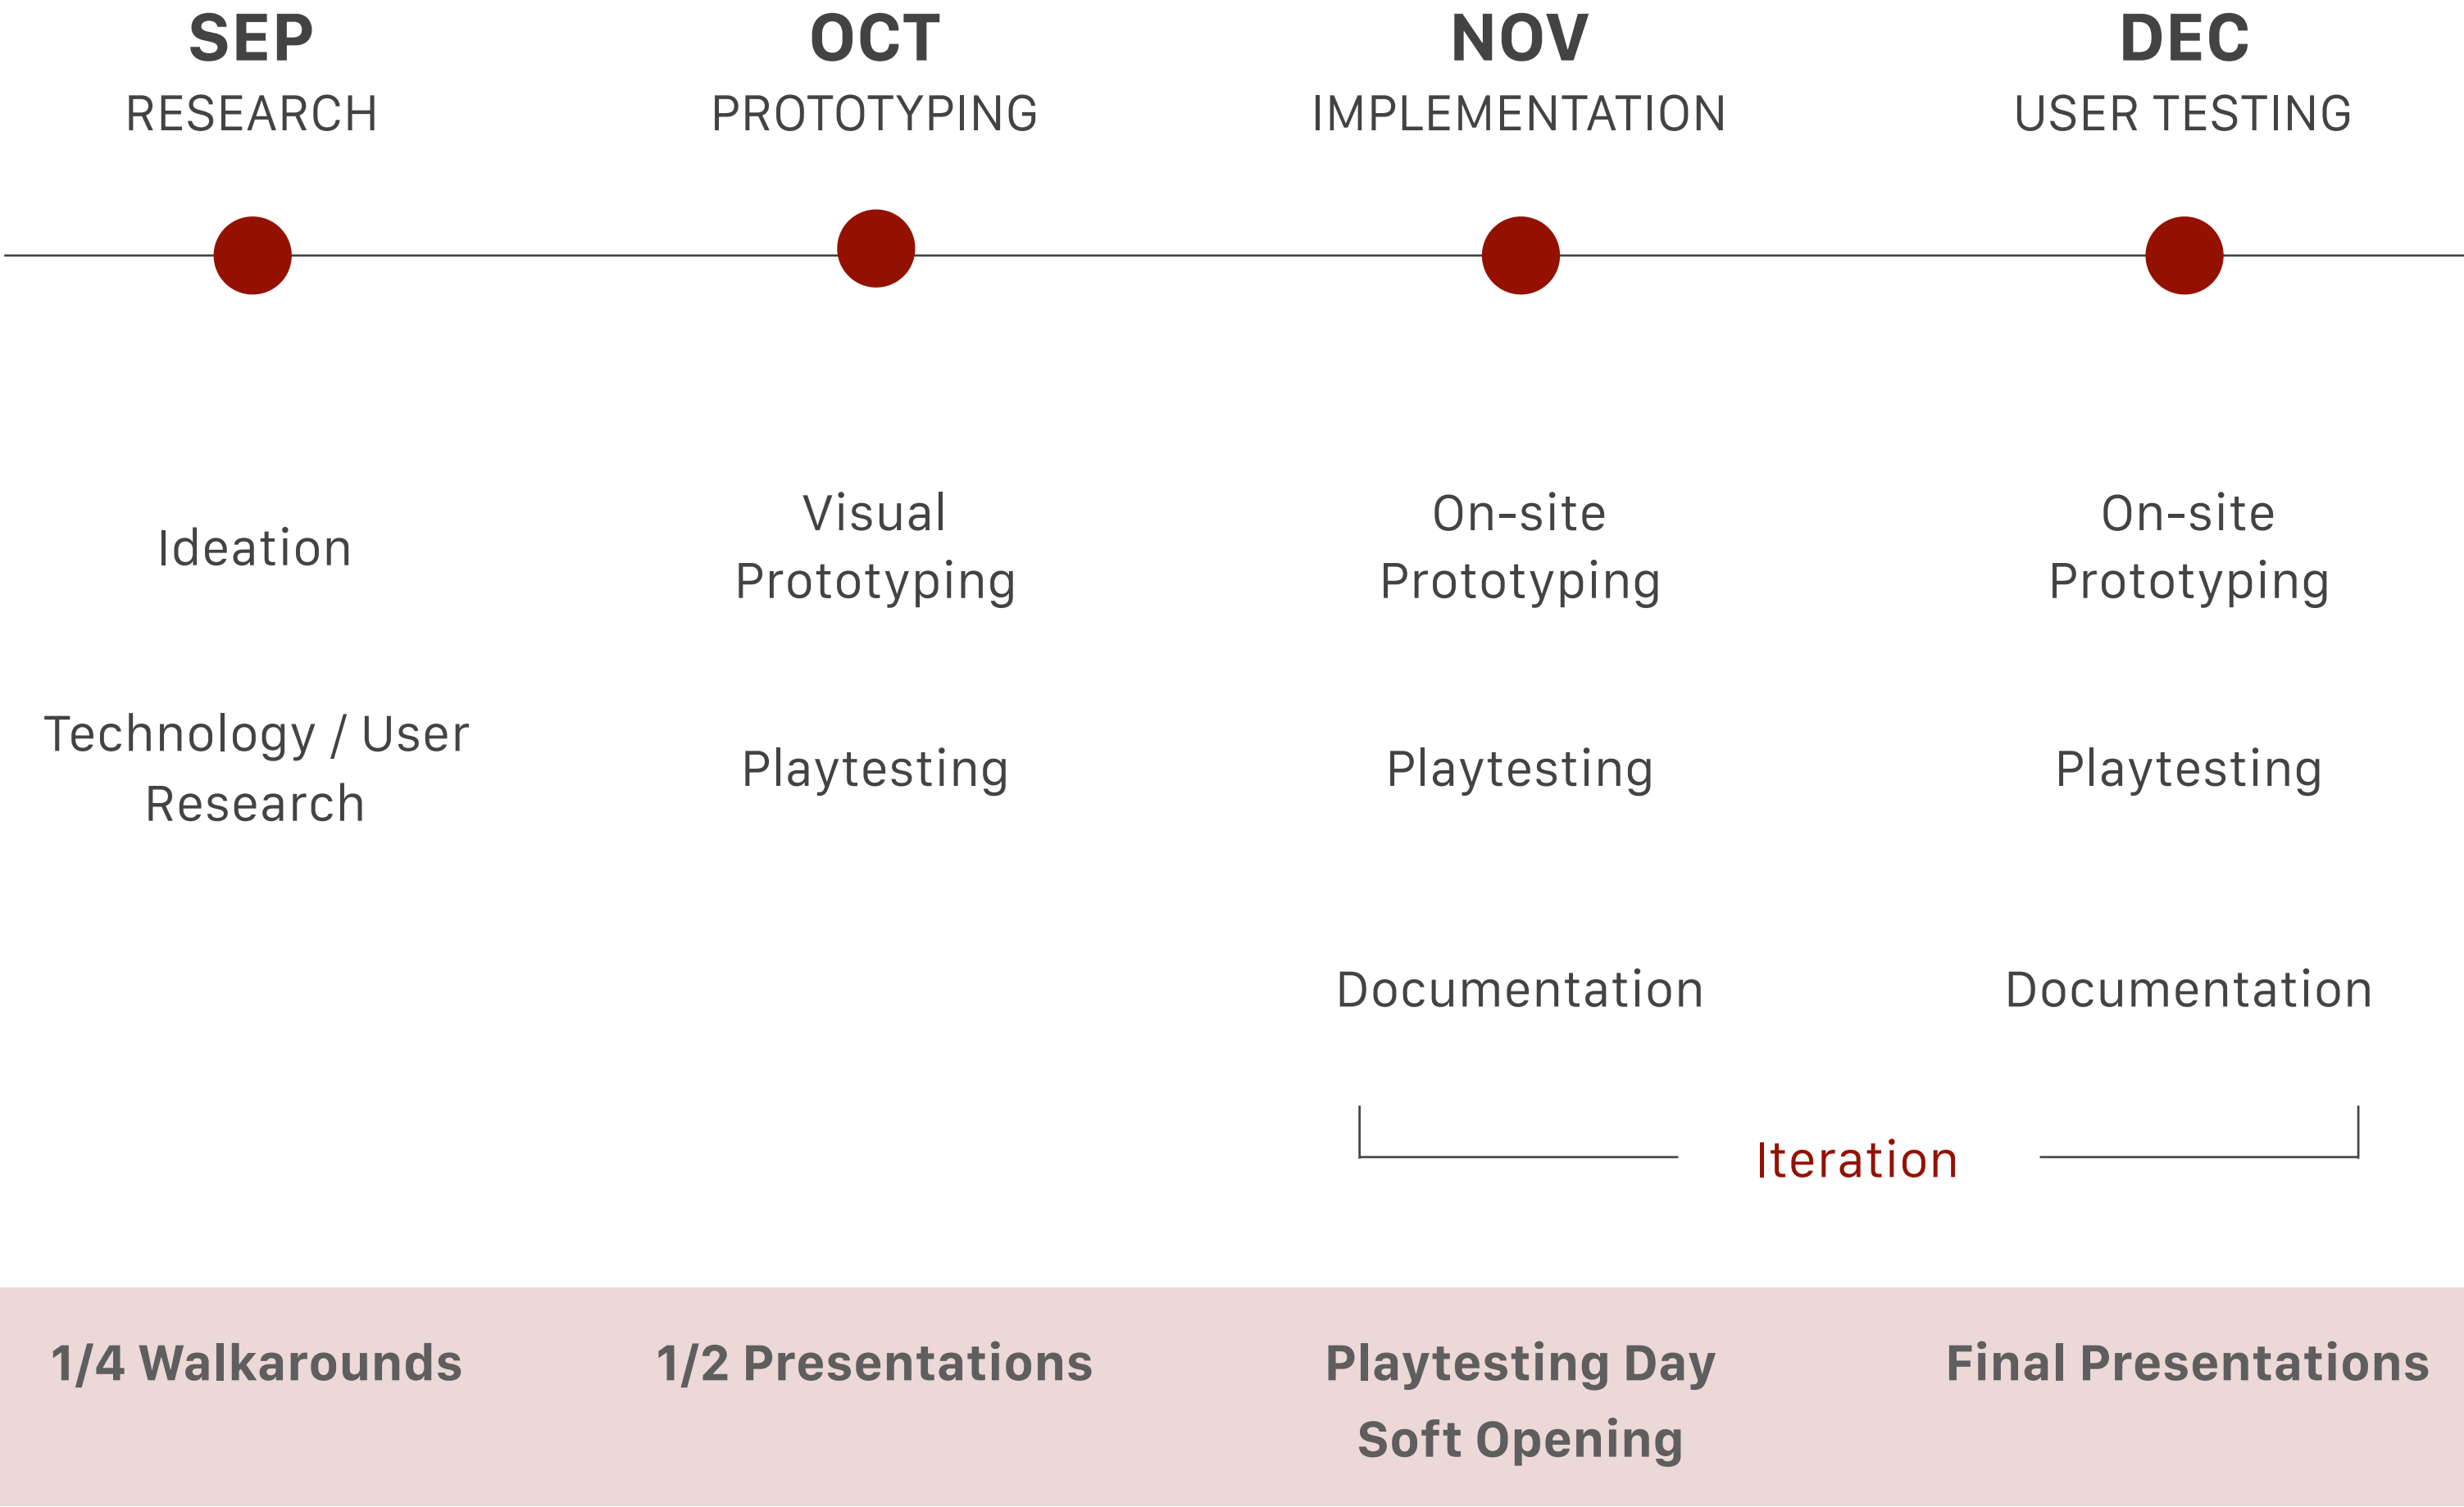 SEP
RESEARCH
OCT
PROTOTYPING
NOV
IMPLEMENTATION
DEC
USER TESTING
Ideation
Technology / User
Research
Visual
Prototyping
Playtesting
On-site
Prototyping
Playtesting
Documentation
On-site
Prototyping
Playtesting
Documentation
Iteration
1/4 Walkarounds
1/2 Presentations
Playtesting Day
Soft Opening
Final Presentations